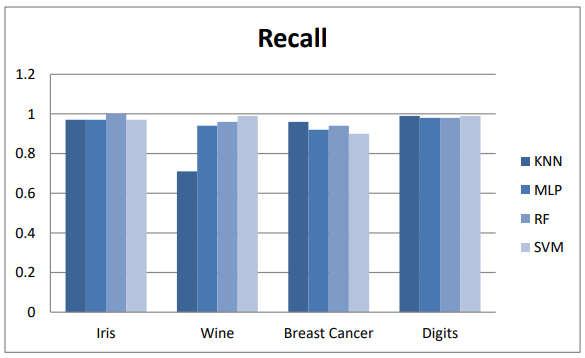 Recall
1.2
1
0.8
0.6
0.4
0.2
0
Iris
Wine
Breast Cancer
Digits
KNN
MLP
RF
SVM